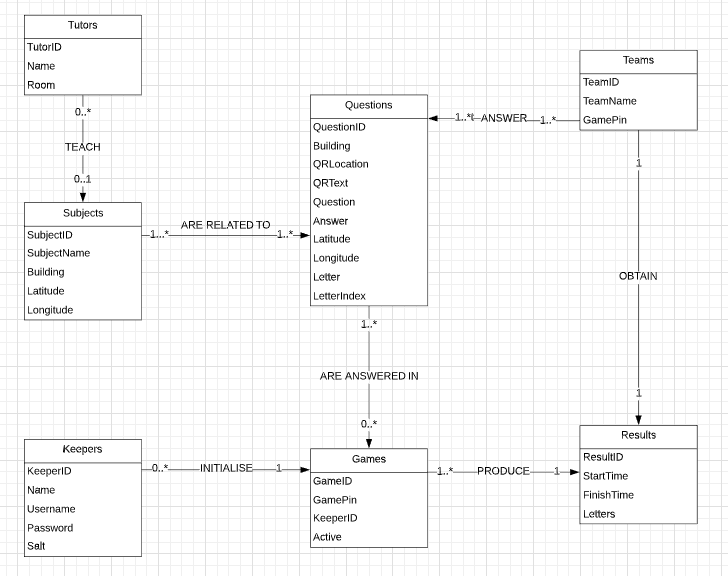 Tutors
TutorID
Name
Room
0..*
TEACH
0..1
Subjects
SubjectID
SubjectName
Building
Latitude
Longitude
1...*
ARE RELATED TO
1..*
Questions
QuestionID
Building
QRLocation
QRText
Question
Answer
Latitude
Longitude
Letter
LetterIndex
1..*
ANSWER
1..*
Teams
TeamID
TeamName
GamePin
1
OBTAIN
1
1..*
ARE ANSWERED IN
0..*
Keepers
KeeperID
Name
Username
Password
Salt
0..*
INITIALISE
1
Games
GameID
GamePin
KeeperID
Active
1..*
PRODUCE
1
Results
ResultID
StartTime
FinishTime
Letters